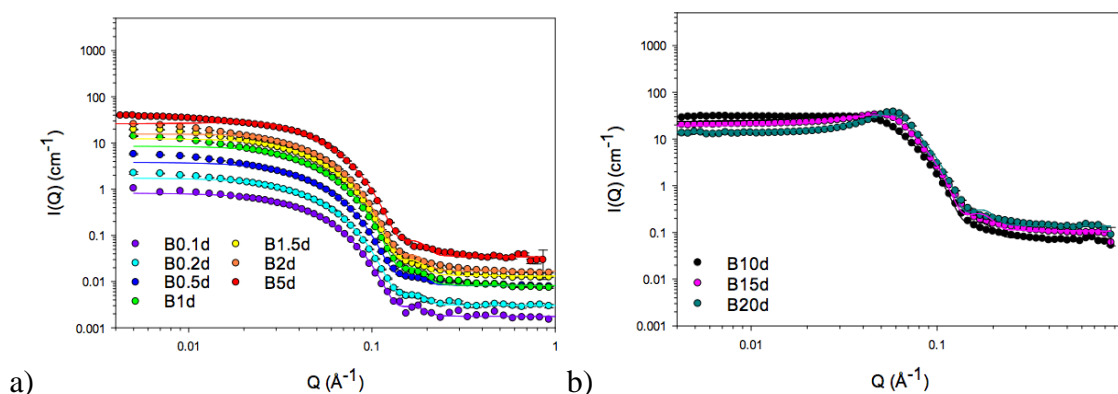 1000
100
10
1
0.1
0.01
0.001
I(Q) (cm⁻¹)
B0.1d B1.5d
B0.2d B2d
B0.5d B5d
B1d
0.01 0.1 1
Q (Å⁻¹)
a)
1000
100
10
1
0.1
0.01
0.001
I(Q) (cm⁻¹)
B10d
B15d
B20d
0.01 0.1
Q (Å⁻¹)
b)